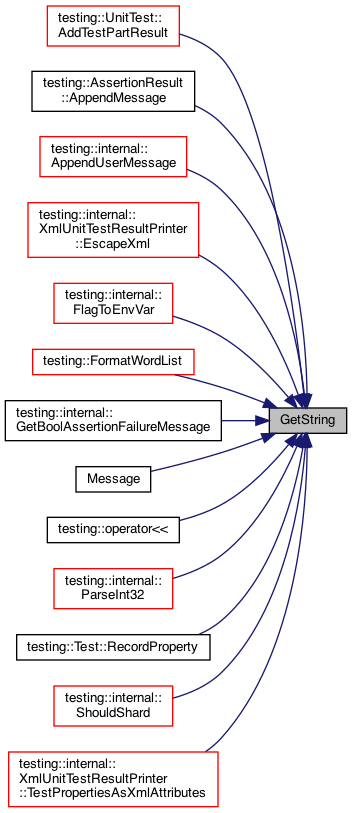 testing::UnitTest::
AddTestPartResult
testing::AssertionResult
::AppendMessage
testing::internal::
AppendUserMessage
testing::internal::
XmlUnitTestResultPrinter
::EscapeXml
testing::internal::
FlagToEnvVar
testing::FormatWordList
testing::internal::
GetBoolAssertionFailureMessage
GetString
Message
testing::operator<<
testing::internal::
ParseInt32
testing::Test::RecordProperty
testing::internal::
ShouldShard
testing::internal::
XmlUnitTestResultPrinter
::TestPropertiesAsXmlAttributes